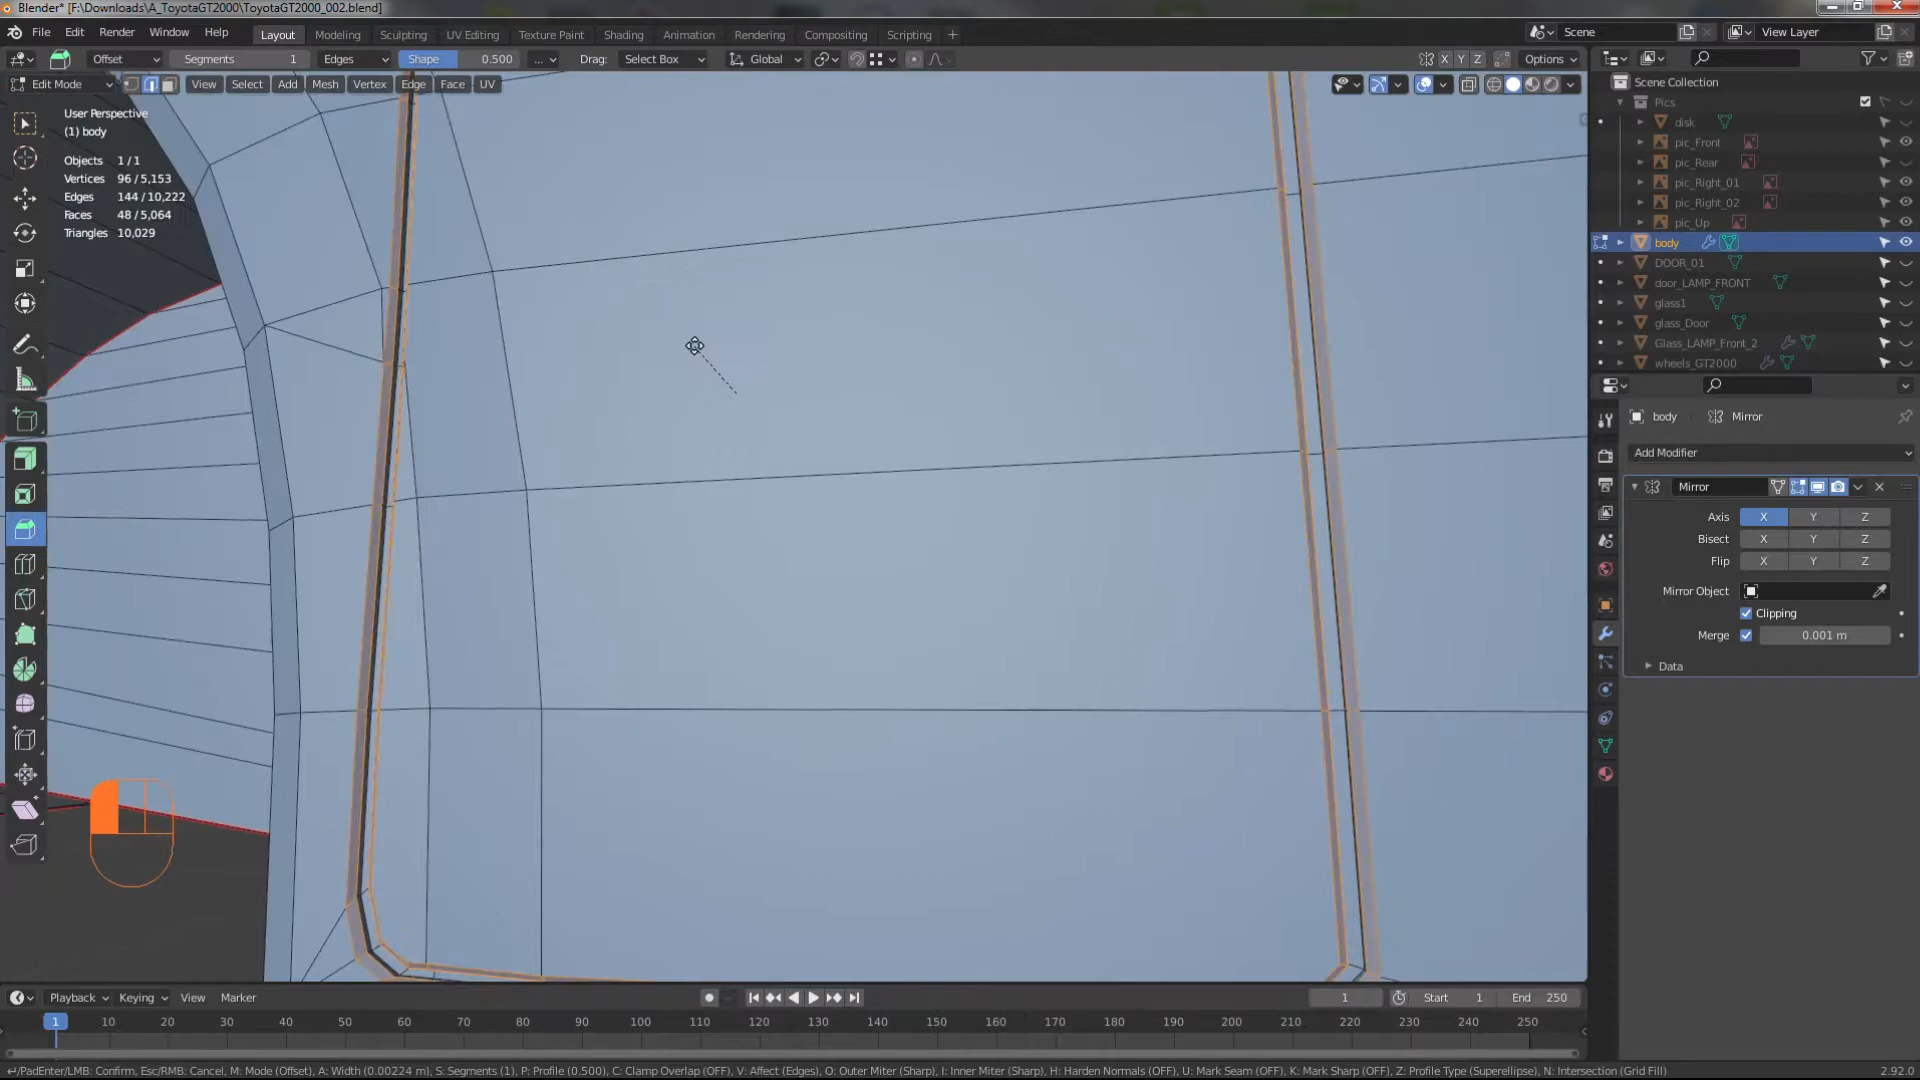 Blender* [F:\Downloads\A_ToyotaGT2000\ToyotaGT2000_002.blend]
File Edit Render Window Help Layout Modeling Sculpting UV Editing Texture Paint Shading Animation Rendering Compositing Scripting + Scene View Layer
Offset Segments 1 Edges Shape 0.500 ... Drag: Select Box Global X Y Z Options
Edit Mode View Select Add Mesh Vertex Edge Face UV
User Perspective
(1) body
Objects 1 / 1
Vertices 96 / 5,153
Edges 144 / 10,222
Faces 48 / 5,064
Triangles 10,029
Scene Collection
Pics
disk
pic_Front
pic_Rear
pic_Right_01
pic_Right_02
pic_Up
body
DOOR_01
door_LAMP_FRONT
glass1
glass_Door
Glass_LAMP_Front_2
wheels_GT2000
body Mirror
Add Modifier
Mirror
Axis X Y Z
Bisect X Y Z
Flip X Y Z
Mirror Object
Clipping
Merge 0.001 m
Data
Playback Keying View Marker 1 Start 1 End 250
1 10 20 30 40 50 60 70 80 90 100 110 120 130 140 150 160 170 180 190 200 210 220 230 240 250
↵/PadEnter/LMB: Confirm, Esc/RMB: Cancel, M: Mode (Offset), A: Width (0.00224 m), S: Segments (1), P: Profile (0.500), C: Clamp Overlap (OFF), V: Affect (Edges), O: Outer Miter (Sharp), I: Inner Miter (Sharp), H: Harden Normals (OFF), U: Mark Seam (OFF), K: Mark Sharp (OFF), Z: Profile Type (Superellipse), N: Intersection (Grid Fill) 2.92.0